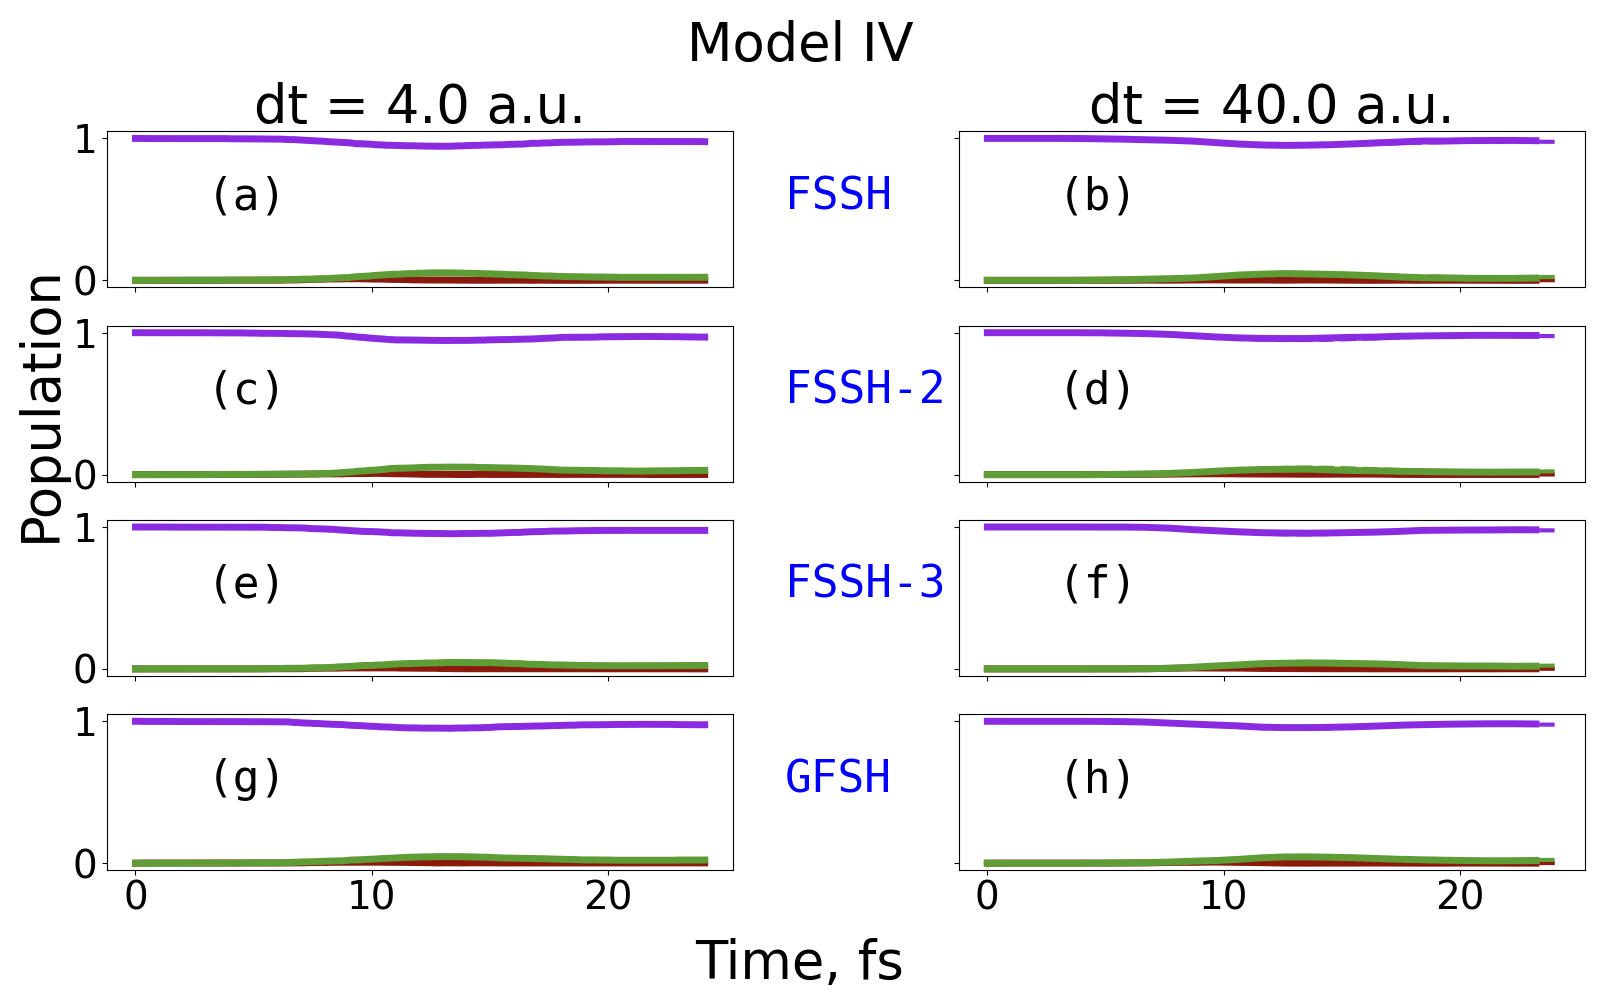 Model IV
dt = 4.0 a.u.
dt = 40.0 a.u.
Population
1
0
(a)
FSSH
(b)
1
0
(c)
FSSH-2
(d)
1
0
(e)
FSSH-3
(f)
1
0
(g)
GFSH
(h)
0 10 20
0 10 20
Time, fs